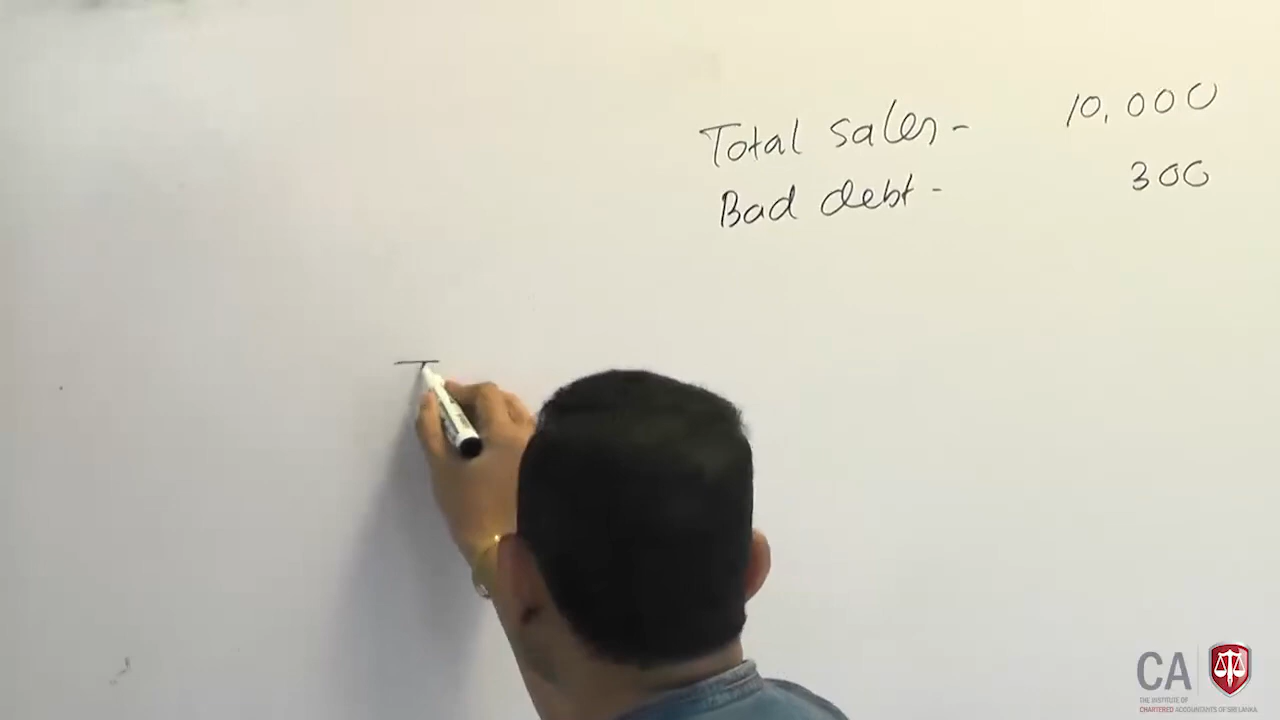 Total sales - 10,000
Bad debt - 300
CA
THE INSTITUTE OF
CHARTERED ACCOUNTANTS OF SRI LANKA